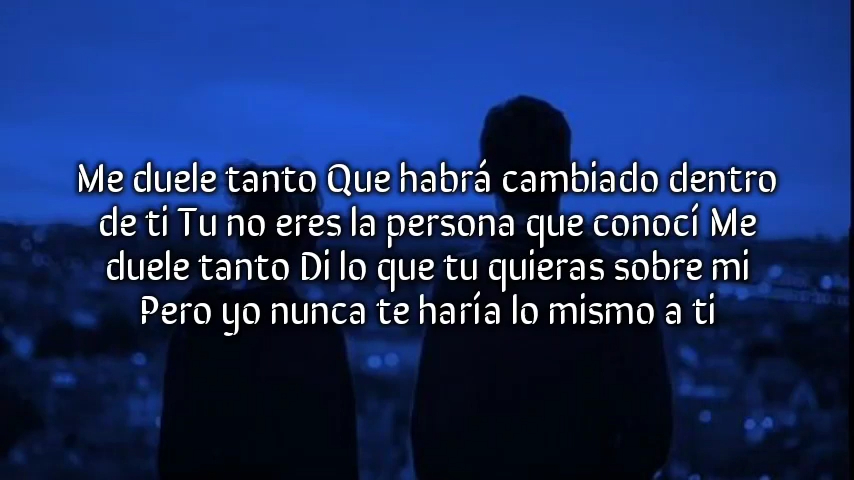 Me duele tanto Que habrá cambiado dentro
de ti Tu no eres la persona que conocí Me
duele tanto Di lo que tu quieras sobre mi
Pero yo nunca te haría lo mismo a ti